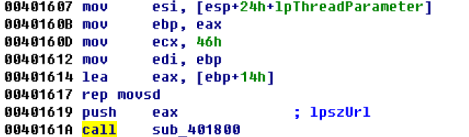 00401607 mov esi, [esp+24h+lpThreadParameter]
0040160B mov ebp, eax
0040160D mov ecx, 46h
00401612 mov edi, ebp
00401614 lea eax, [ebp+14h]
00401617 rep movsd
00401619 push eax ; lpszUrl
0040161A call sub_401800